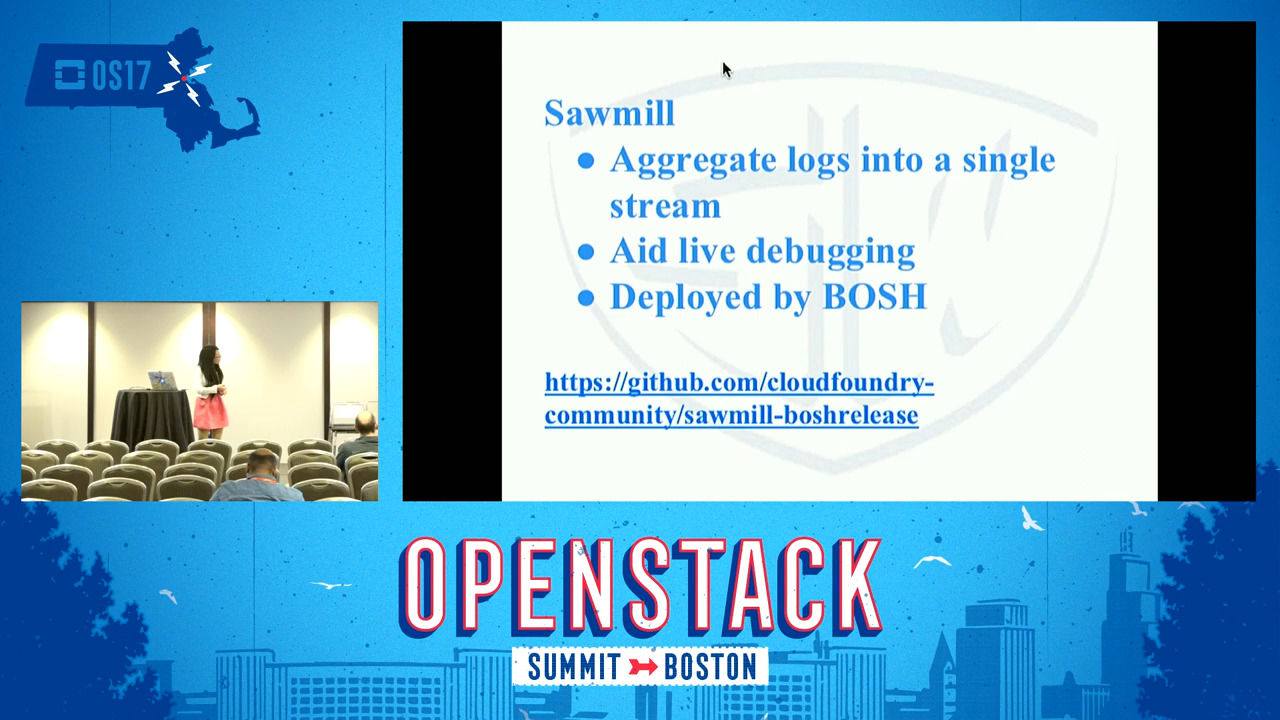 OS17
Sawmill
● Aggregate logs into a single
stream
● Aid live debugging
● Deployed by BOSH
https://github.com/cloudfoundry-
community/sawmill-boshrelease
OPENSTACK
SUMMIT BOSTON